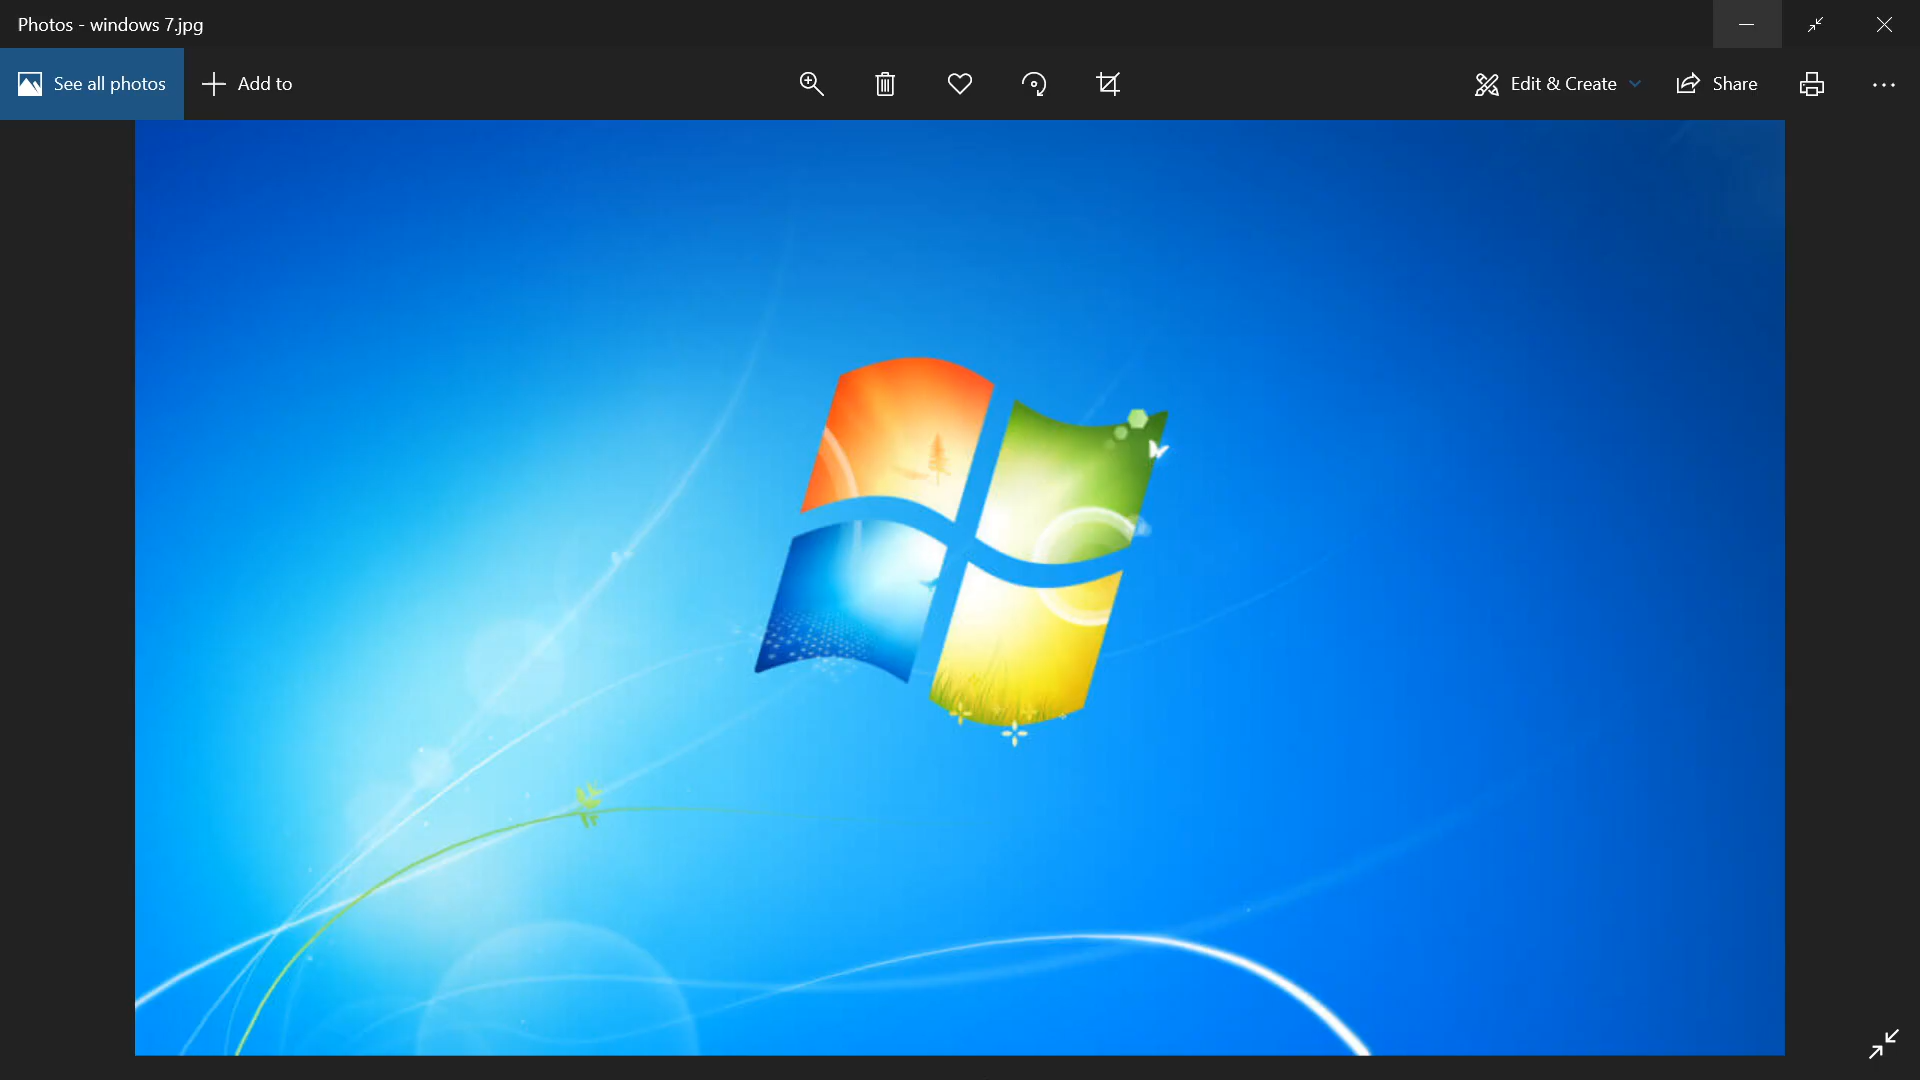 Photos - windows 7.jpg
See all photos
Add to
Edit & Create
Share